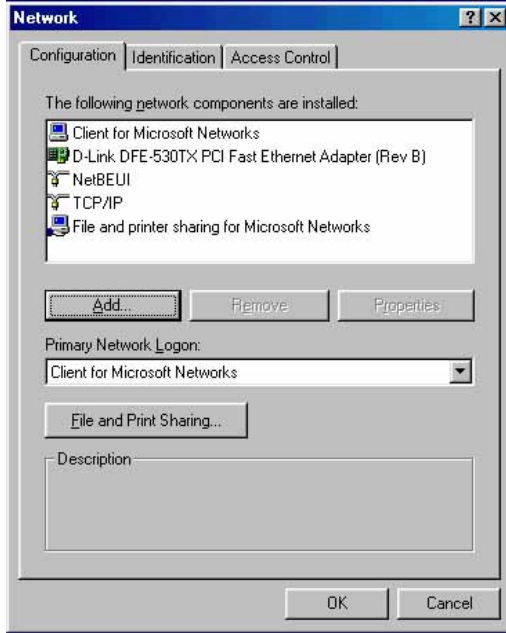 Network
Configuration Identification Access Control
The following network components are installed:
Client for Microsoft Networks
D-Link DFE-530TX PCI Fast Ethernet Adapter (Rev B)
NetBEUI
TCP/IP
File and printer sharing for Microsoft Networks
Add... Remove Properties
Primary Network Logon:
Client for Microsoft Networks
File and Print Sharing...
Description
OK Cancel